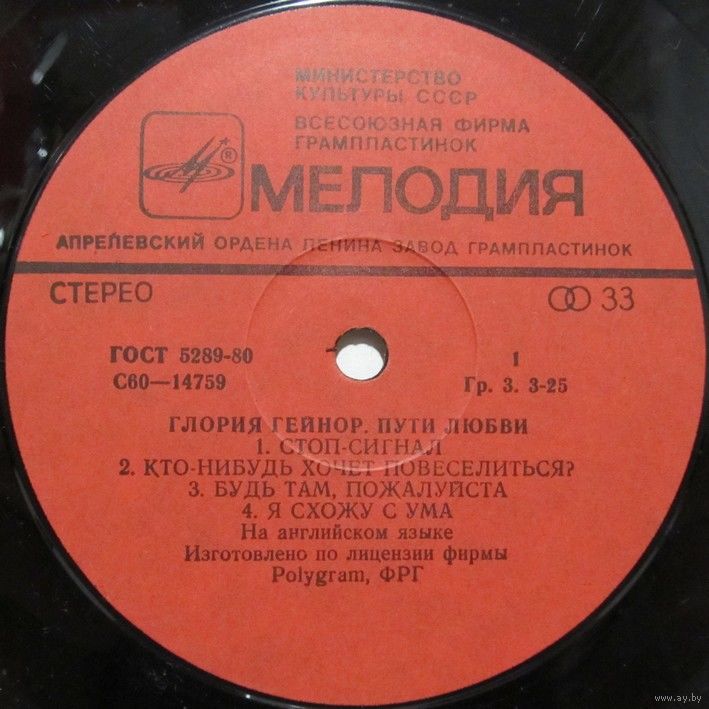 МИНИСТЕРСТВО
КУЛЬТУРЫ СССР
ВСЕСОЮЗНАЯ ФИРМА
ГРАМПЛАСТИНОК
®
МЕЛОДИЯ
АПРЕЛЕВСКИЙ ОРДЕНА ЛЕНИНА ЗАВОД ГРАМПЛАСТИНОК
СТЕРЕО 33
ГОСТ 5289-80 1
С60—14759 Гр. 3. 3-25
ГЛОРИЯ ГЕЙНОР. ПУТИ ЛЮБВИ
1. СТОП-СИГНАЛ
2. КТО-НИБУДЬ ХОЧЕТ ПОВЕСЕЛИТЬСЯ?
3. БУДЬ ТАМ, ПОЖАЛУЙСТА
4. Я СХОЖУ С УМА
На английском языке
Изготовлено по лицензии фирмы
Polygram, ФРГ
www.ay.by